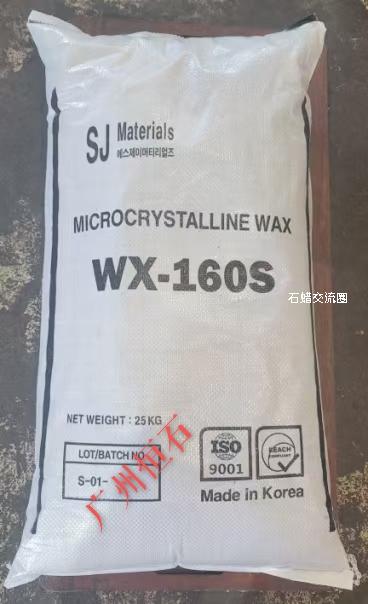 SJ Materials
에스제이머티리얼즈
MICROCRYSTALLINE WAX
WX-160S
石蜡交流圈
NET WEIGHT : 25 KG
LOT/BATCH NO
S-01-
ISO
9001
REACH
COMPLIANT
Made in Korea
广州恒石